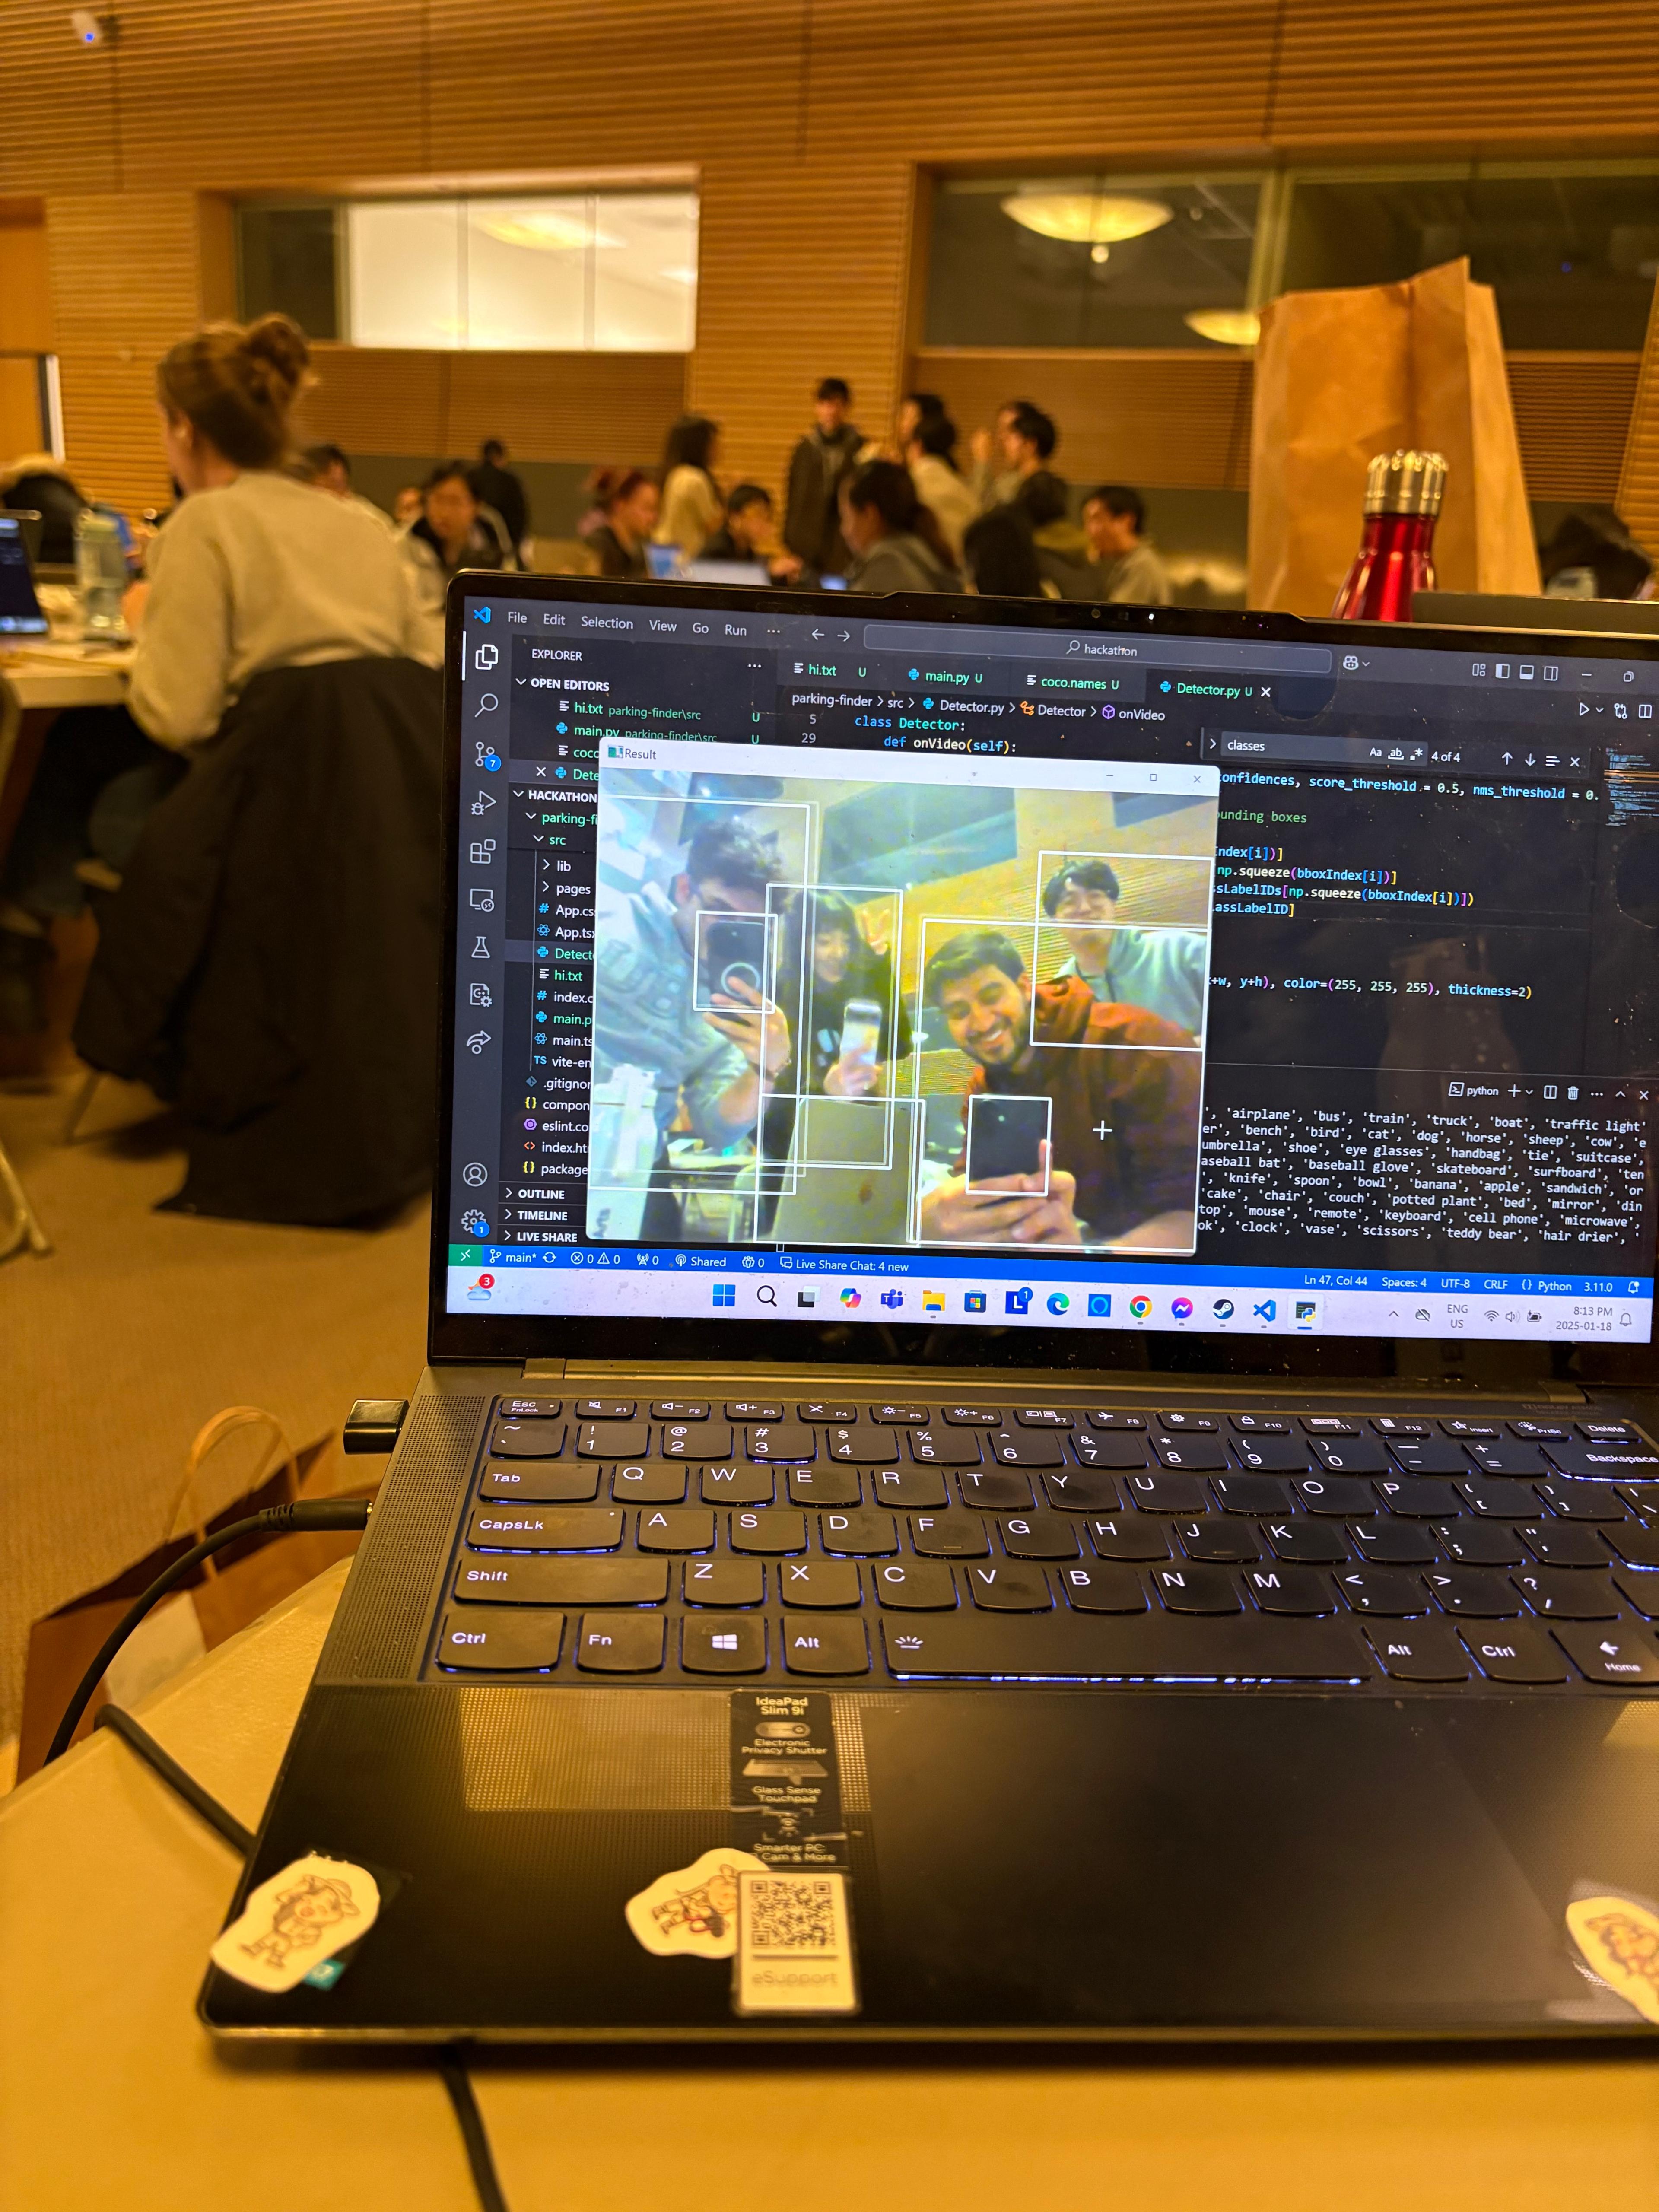 File Edit Selection View Go Run ... hackathon
EXPLORER ...
OPEN EDITORS
hi.txt parking-finder\src U
main.py parking-finder\src U
coco
Dete
HACKATHON
parking-fi
src
lib
pages
App.cs
App.tsx
Detect
hi.txt
index.c
main.p
main.ts
vite-en
.gitignor
compon
eslint.co
index.ht
package
OUTLINE
TIMELINE
LIVE SHARE
hi.txt U main.py U coco.names U Detector.py U
parking-finder > src > Detector.py > Detector > onVideo
5 class Detector:
29 def onVideo(self):
classes Aa ab .* 4 of 4
onfidences, score_threshold = 0.5, nms_threshold = 0.
unding boxes
ndex[i])]
np.squeeze(bboxIndex[i])]
sLabelIDs[np.squeeze(bboxIndex[i])])
assLabelID]
+w, y+h), color=(255, 255, 255), thickness=2)
Result
python
', 'airplane', 'bus', 'train', 'truck', 'boat', 'traffic light'
er', 'bench', 'bird', 'cat', 'dog', 'horse', 'sheep', 'cow', 'e
umbrella', 'shoe', 'eye glasses', 'handbag', 'tie', 'suitcase',
aseball bat', 'baseball glove', 'skateboard', 'surfboard', 'ten
', 'knife', 'spoon', 'bowl', 'banana', 'apple', 'sandwich', 'or
'cake', 'chair', 'couch', 'potted plant', 'bed', 'mirror', 'din
top', 'mouse', 'remote', 'keyboard', 'cell phone', 'microwave',
ok', 'clock', 'vase', 'scissors', 'teddy bear', 'hair drier', '
main* 0 0 0 Shared 0 Live Share Chat: 4 new Ln 47, Col 44 Spaces: 4 UTF-8 CRLF {} Python 3.11.0
3 ENG US 8:13 PM 2025-01-18
Esc FnLock F1 F2 F3 F4 F5 F6 F7 F8 F9 F10 F11 F12 Insert PrtSc Delete
~ ` ! 1 @ 2 # 3 $ 4 % 5 ^ 6 & 7 * 8 ( 9 ) 0 _ - + = Backspace
Tab Q W E R T Y U I O P { [ } ] | \
CapsLk A S D F G H J K L : ; " '
Shift Z X C V B N M < , > . ? /
Ctrl Fn Alt Alt Ctrl Home
IdeaPad
Slim 9i
Electronic
Privacy Shutter
Glass Sense
Touchpad
Smarter PC:
Cam & More
eSupport